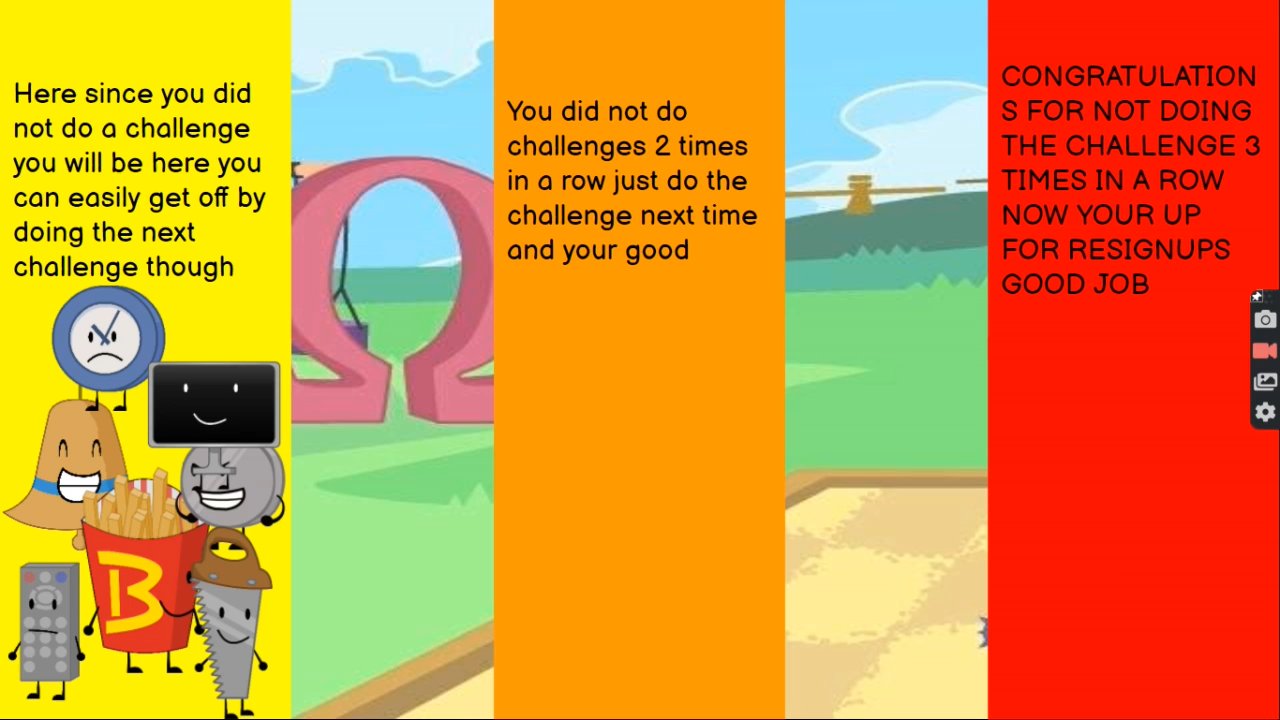 Here since you did
not do a challenge
you will be here you
can easily get off by
doing the next
challenge though
B
You did not do
challenges 2 times
in a row just do the
challenge next time
and your good
CONGRATULATION
S FOR NOT DOING
THE CHALLENGE 3
TIMES IN A ROW
NOW YOUR UP
FOR RESIGNUPS
GOOD JOB